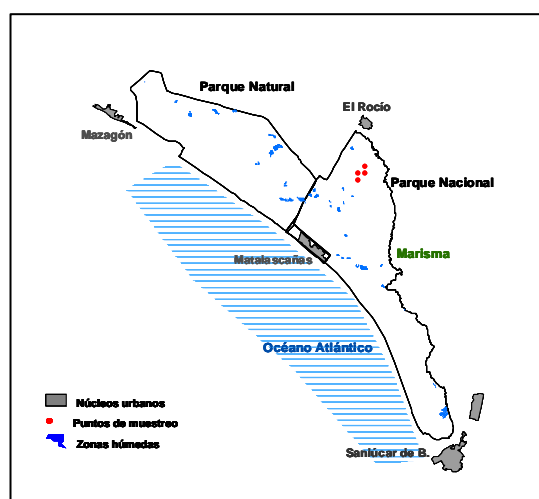 Parque Natural
El Rocío
Mazagón
Parque Nacional
Marisma
Matalascañas
Océano Atlántico
Núcleos urbanos
Puntos de muestreo
Zonas húmedas
Sanlúcar de B.